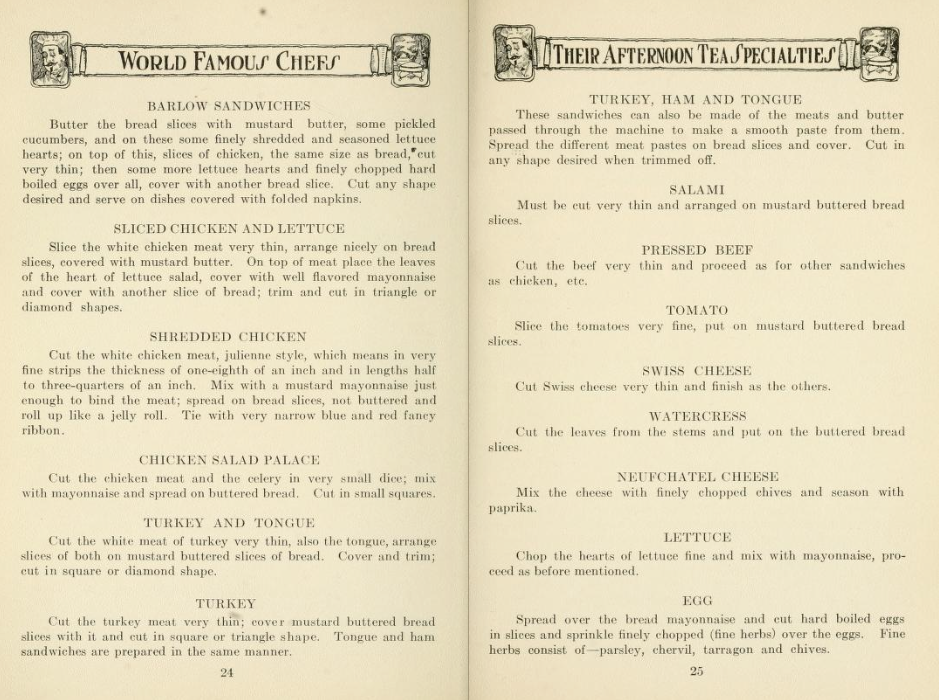 WORLD FAMOUS CHEFS
BARLOW SANDWICHES
Butter the bread slices with mustard butter, some pickled
cucumbers, and on these some finely shredded and seasoned lettuce
hearts; on top of this, slices of chicken, the same size as bread, cut
very thin; then some more lettuce hearts and finely chopped hard
boiled eggs over all, cover with another bread slice. Cut any shape
desired and serve on dishes covered with folded napkins.
SLICED CHICKEN AND LETTUCE
Slice the white chicken meat very thin, arrange nicely on bread
slices, covered with mustard butter. On top of meat place the leaves
of the heart of lettuce salad, cover with well flavored mayonnaise
and cover with another slice of bread; trim and cut in triangle or
diamond shapes.
SHREDDED CHICKEN
Cut the white chicken meat, julienne style, which means in very
fine strips the thickness of one-eighth of an inch and in lengths half
to three-quarters of an inch. Mix with a mustard mayonnaise just
enough to bind the meat; spread on bread slices, not buttered and
roll up like a jelly roll. Tie with very narrow blue and red fancy
ribbon.
CHICKEN SALAD PALACE
Cut the chicken meat and the celery in very small dice; mix
with mayonnaise and spread on buttered bread. Cut in small squares.
TURKEY AND TONGUE
Cut the white meat of turkey very thin, also the tongue, arrange
slices of both on mustard buttered slices of bread. Cover and trim;
cut in square or diamond shape.
TURKEY
Cut the turkey meat very thin; cover mustard buttered bread
slices with it and cut in square or triangle shape. Tongue and ham
sandwiches are prepared in the same manner.
24
THEIR AFTERNOON TEA SPECIALTIES
TURKEY, HAM AND TONGUE
These sandwiches can also be made of the meats and butter
passed through the machine to make a smooth paste from them.
Spread the different meat pastes on bread slices and cover. Cut in
any shape desired when trimmed off.
SALAMI
Must be cut very thin and arranged on mustard buttered bread
slices.
PRESSED BEEF
Cut the beef very thin and proceed as for other sandwiches
as chicken, etc.
TOMATO
Slice the tomatoes very fine, put on mustard buttered bread
slices.
SWISS CHEESE
Cut Swiss cheese very thin and finish as the others.
WATERCRESS
Cut the leaves from the stems and put on the buttered bread
slices.
NEUFCHATEL CHEESE
Mix the cheese with finely chopped chives and season with
paprika.
LETTUCE
Chop the hearts of lettuce fine and mix with mayonnaise, pro-
ceed as before mentioned.
EGG
Spread over the bread mayonnaise and cut hard boiled eggs
in slices and sprinkle finely chopped (fine herbs) over the eggs. Fine
herbs consist of—parsley, chervil, tarragon and chives.
25